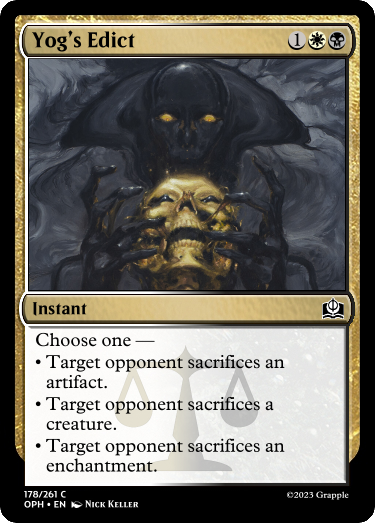 Yog's Edict 1
Instant
Choose one —
• Target opponent sacrifices an
artifact.
• Target opponent sacrifices a
creature.
• Target opponent sacrifices an
enchantment.
178/261 C
OPH • EN Nick Keller ©2023 Grapple